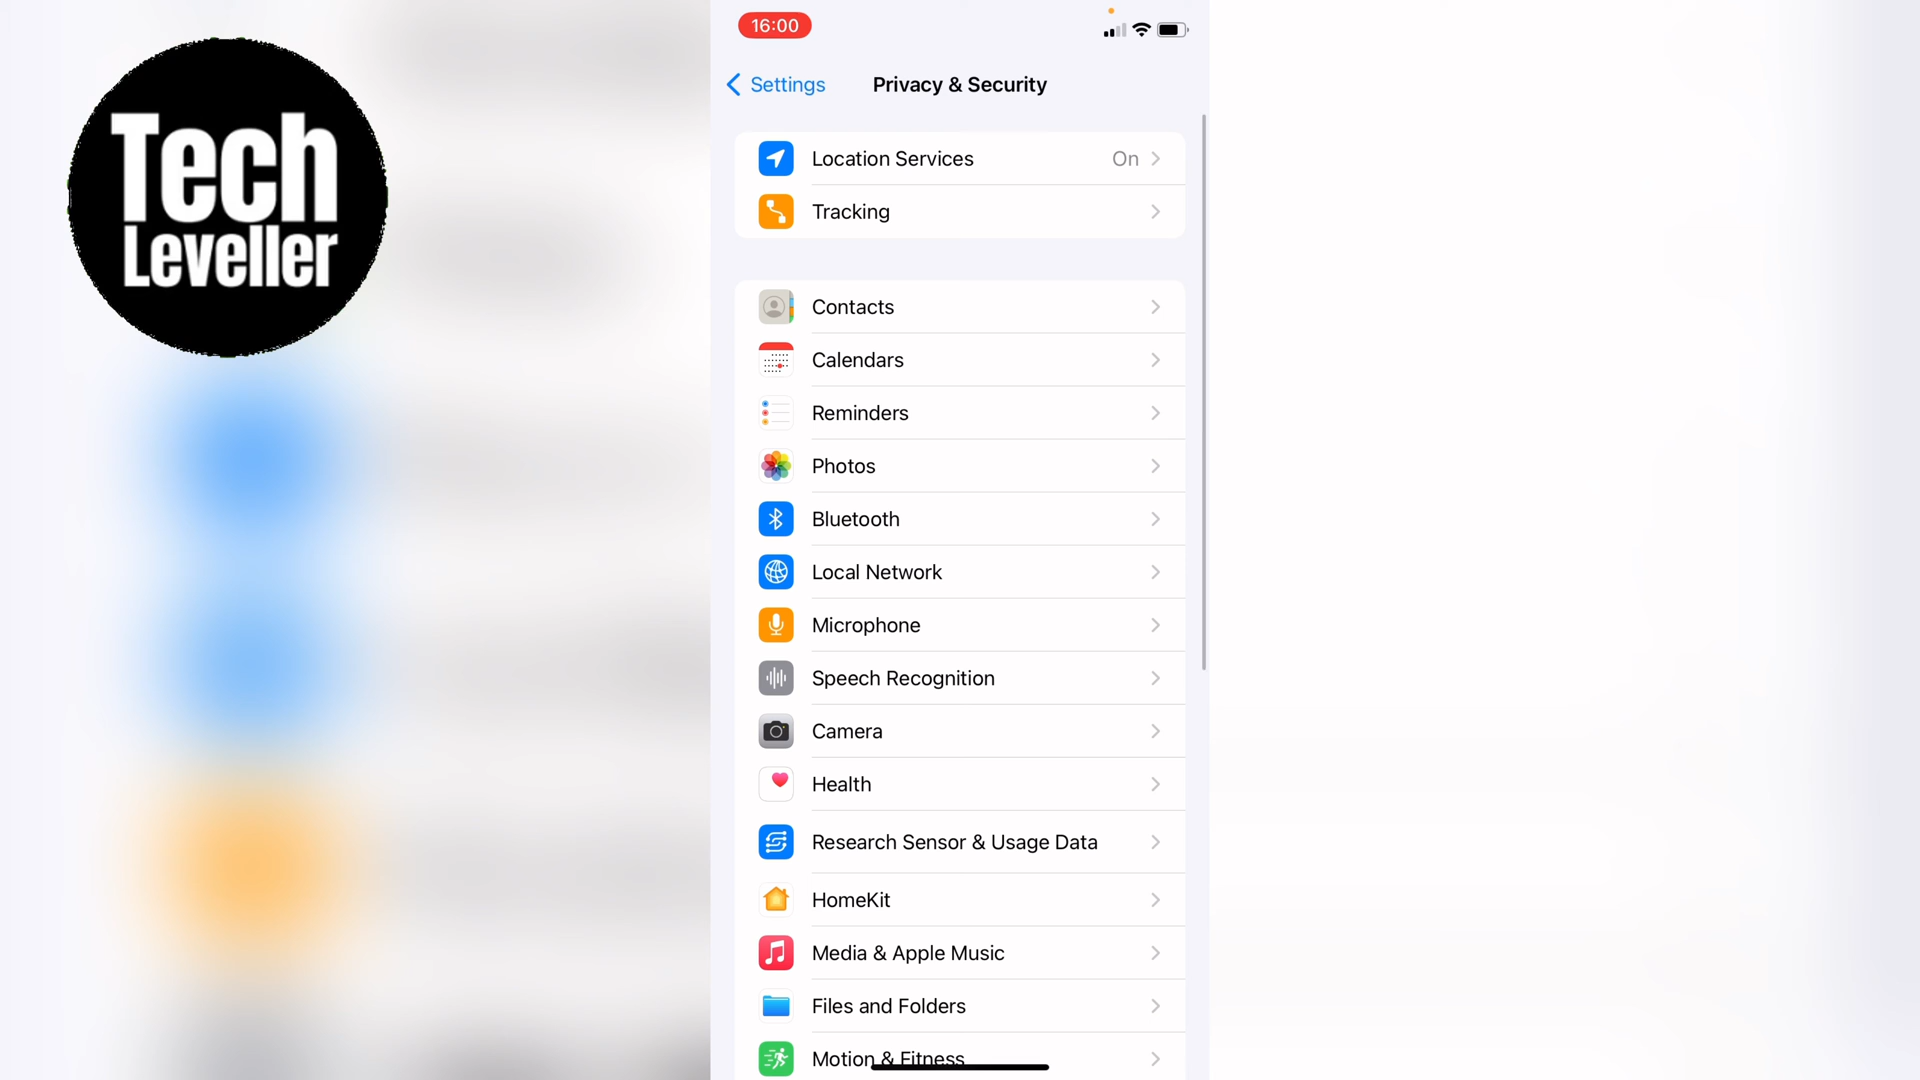 Tech
Leveller
16:00
Settings
Privacy & Security
Location Services On
Tracking
Contacts
Calendars
Reminders
Photos
Bluetooth
Local Network
Microphone
Speech Recognition
Camera
Health
Research Sensor & Usage Data
HomeKit
Media & Apple Music
Files and Folders
Motion & Fitness